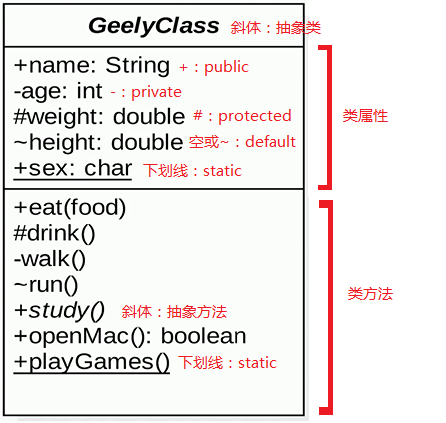 GeelyClass 斜体：抽象类
+name: String +：public
-age: int -：private
#weight: double #：protected
~height: double 空或~：default
+sex: char 下划线：static
类属性
+eat(food)
#drink()
-walk()
~run()
+study() 斜体：抽象方法
+openMac(): boolean
+playGames() 下划线：static
类方法